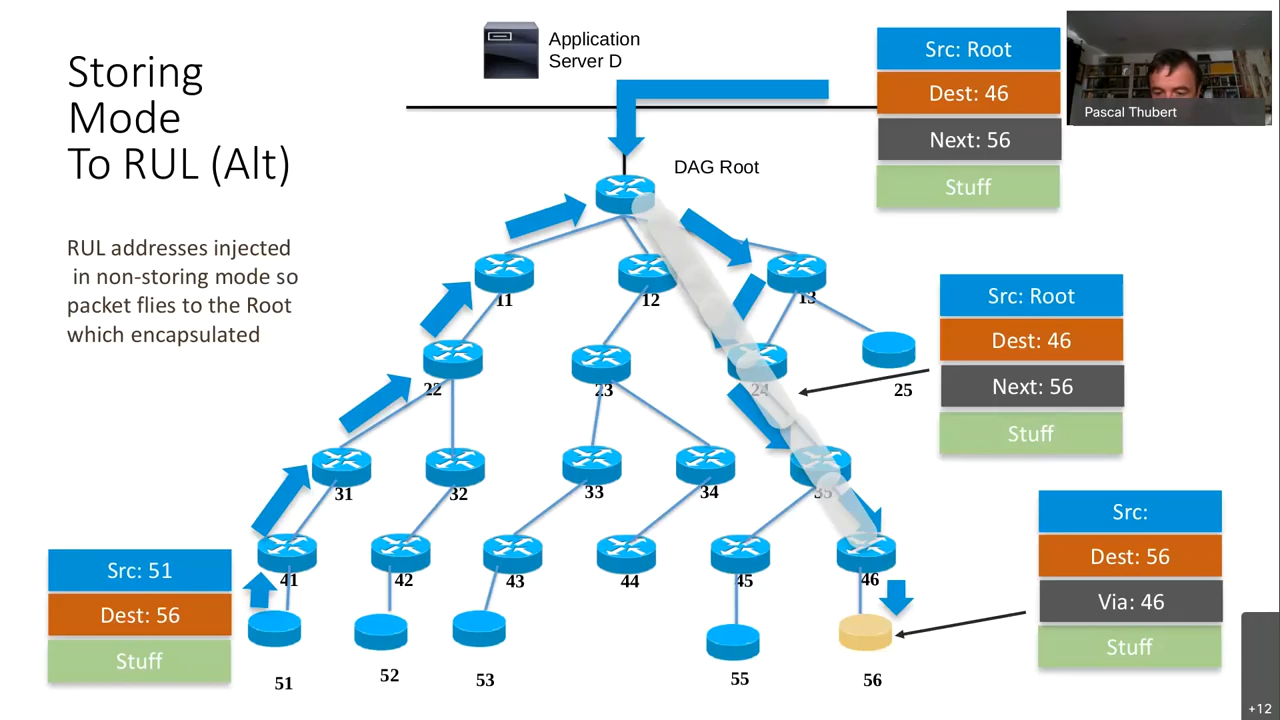 Storing
Mode
To RUL (Alt)
RUL addresses injected
in non-storing mode so
packet flies to the Root
which encapsulated
Application
Server D
DAG Root
Src: Root
Dest: 46
Next: 56
Stuff
Pascal Thubert
11
12
13
22
23
24
25
Src: Root
Dest: 46
Next: 56
Stuff
31
32
33
34
35
41
42
43
44
45
46
Src: 51
Dest: 56
Stuff
51
52
53
55
56
Src:
Dest: 56
Via: 46
Stuff
+12